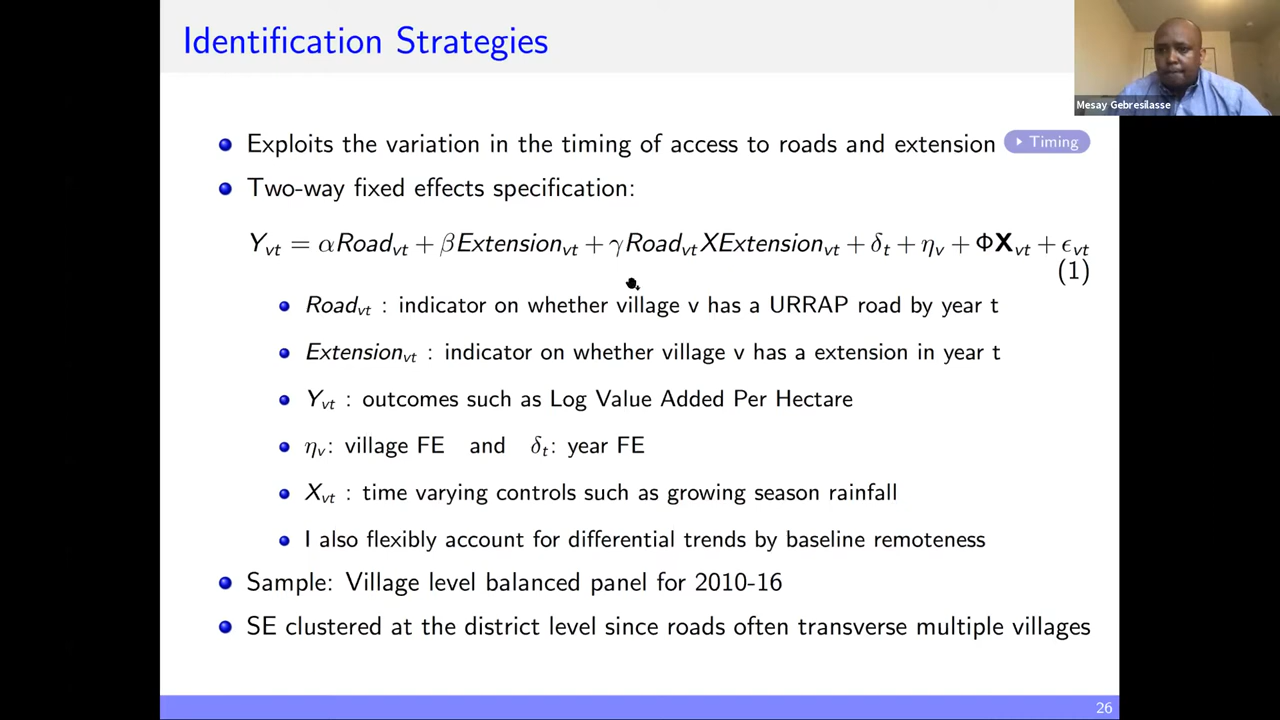 Identification Strategies
Mesay Gebresilasse
Exploits the variation in the timing of access to roads and extension
Timing
Two-way fixed effects specification:
Y_vt = αRoad_vt + βExtension_vt + γRoad_vtXExtension_vt + δ_t + η_v + ΦX_vt + ϵ_vt
(1)
Road_vt : indicator on whether village v has a URRAP road by year t
Extension_vt : indicator on whether village v has a extension in year t
Y_vt : outcomes such as Log Value Added Per Hectare
η_v: village FE and δ_t: year FE
X_vt : time varying controls such as growing season rainfall
I also flexibly account for differential trends by baseline remoteness
Sample: Village level balanced panel for 2010-16
SE clustered at the district level since roads often transverse multiple villages
26